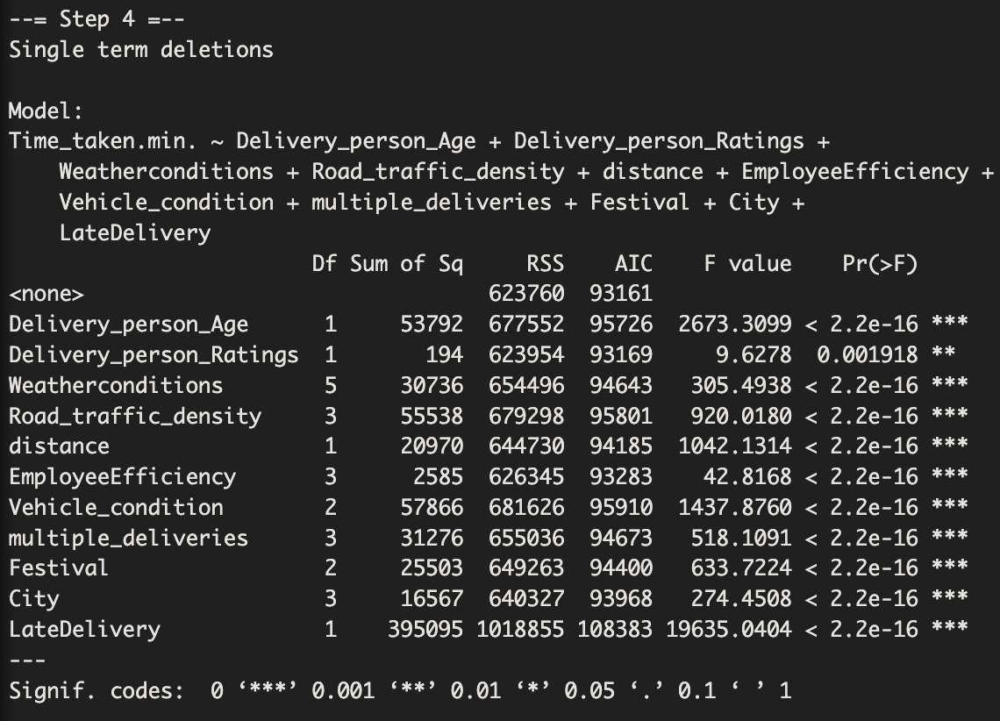 --= Step 4 =--
Single term deletions

Model:
Time_taken.min. ~ Delivery_person_Age + Delivery_person_Ratings +
    Weatherconditions + Road_traffic_density + distance + EmployeeEfficiency +
    Vehicle_condition + multiple_deliveries + Festival + City +
    LateDelivery
                        Df Sum of Sq     RSS    AIC    F value    Pr(>F)
<none>                                623760  93161
Delivery_person_Age      1     53792  677552  95726  2673.3099 < 2.2e-16 ***
Delivery_person_Ratings  1       194  623954  93169     9.6278  0.001918 **
Weatherconditions        5     30736  654496  94643   305.4938 < 2.2e-16 ***
Road_traffic_density     3     55538  679298  95801   920.0180 < 2.2e-16 ***
distance                 1     20970  644730  94185  1042.1314 < 2.2e-16 ***
EmployeeEfficiency       3      2585  626345  93283    42.8168 < 2.2e-16 ***
Vehicle_condition        2     57866  681626  95910  1437.8760 < 2.2e-16 ***
multiple_deliveries      3     31276  655036  94673   518.1091 < 2.2e-16 ***
Festival                 2     25503  649263  94400   633.7224 < 2.2e-16 ***
City                     3     16567  640327  93968   274.4508 < 2.2e-16 ***
LateDelivery             1    395095 1018855 108383 19635.0404 < 2.2e-16 ***
---
Signif. codes:  0 ‘***’ 0.001 ‘**’ 0.01 ‘*’ 0.05 ‘.’ 0.1 ‘ ’ 1